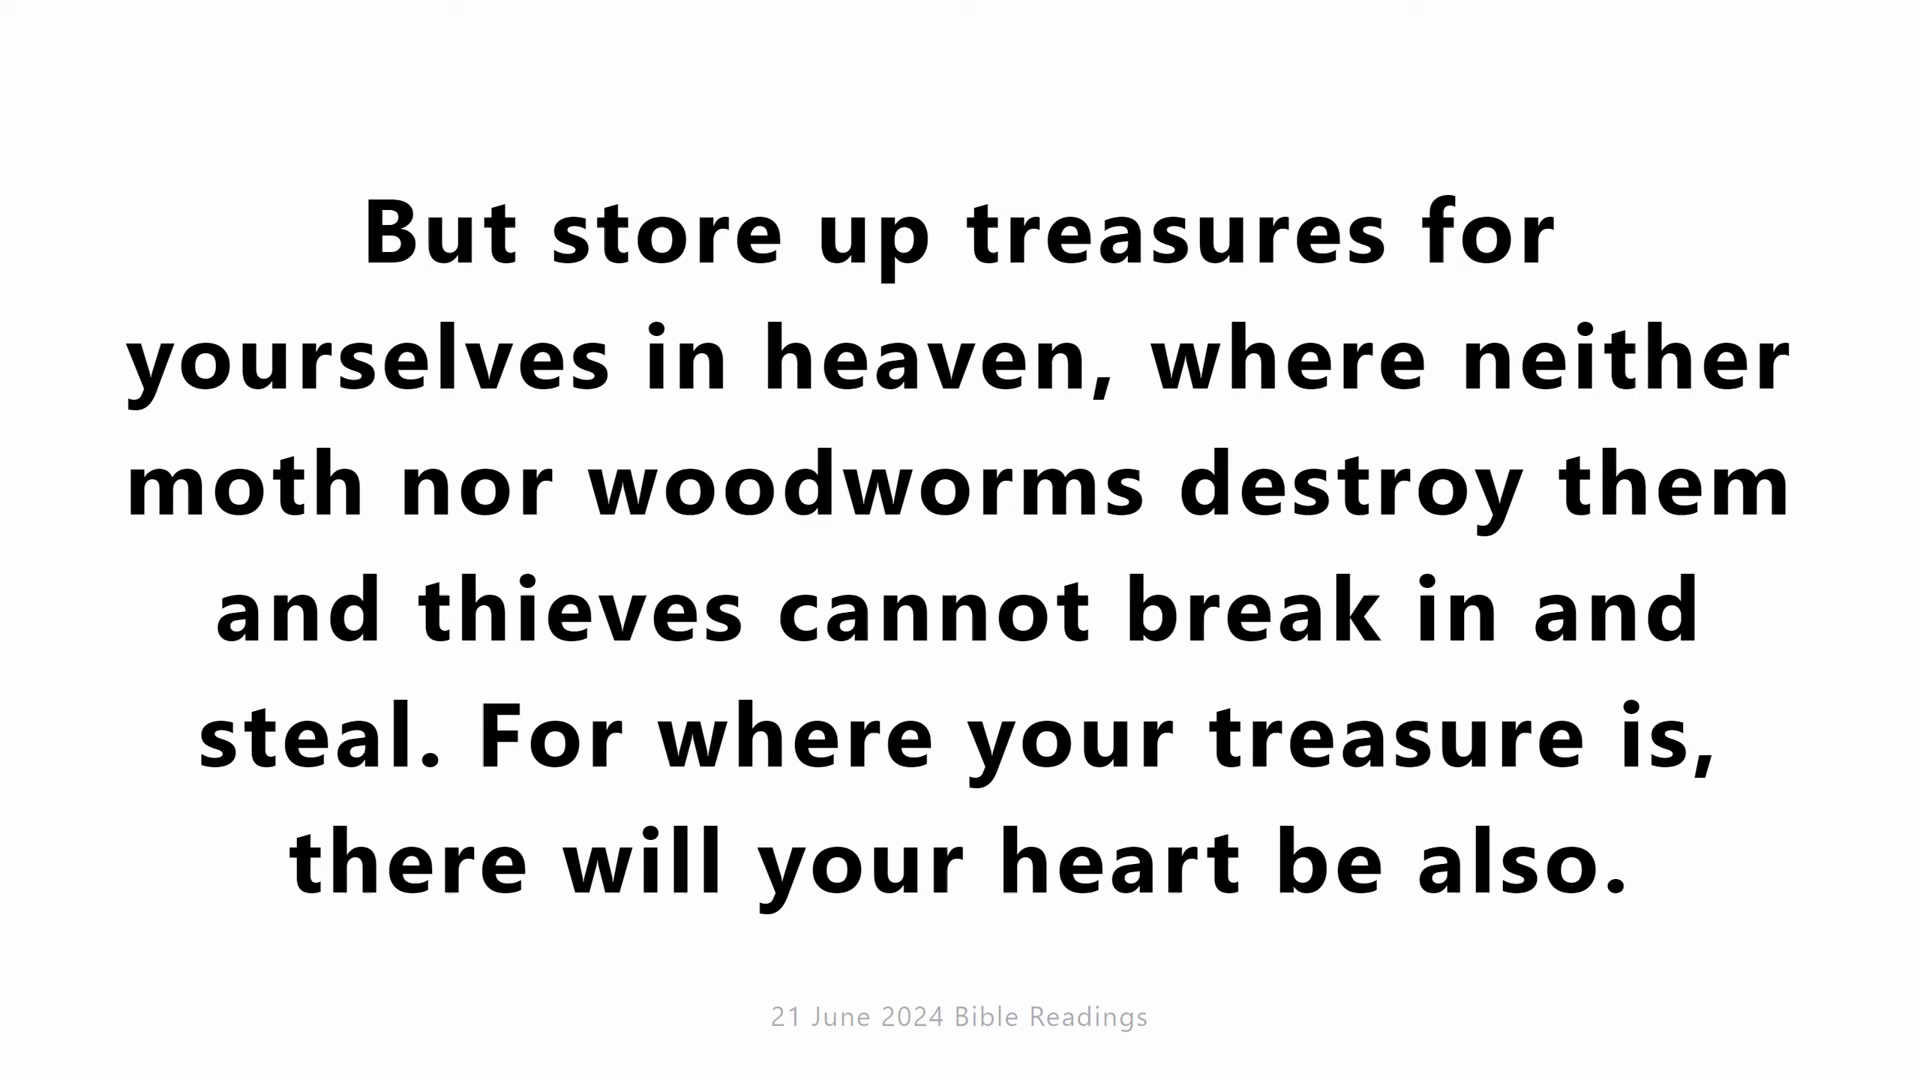 But store up treasures for
yourselves in heaven, where neither
moth nor woodworms destroy them
and thieves cannot break in and
steal. For where your treasure is,
there will your heart be also.
21 June 2024 Bible Readings